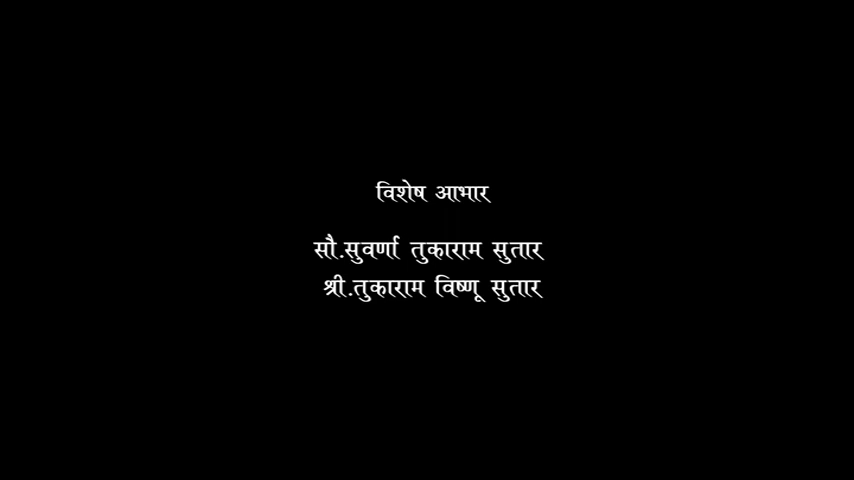 विशेष आभार
सौ.सुवर्णा तुकाराम सुतार
श्री.तुकाराम विष्णू सुतार